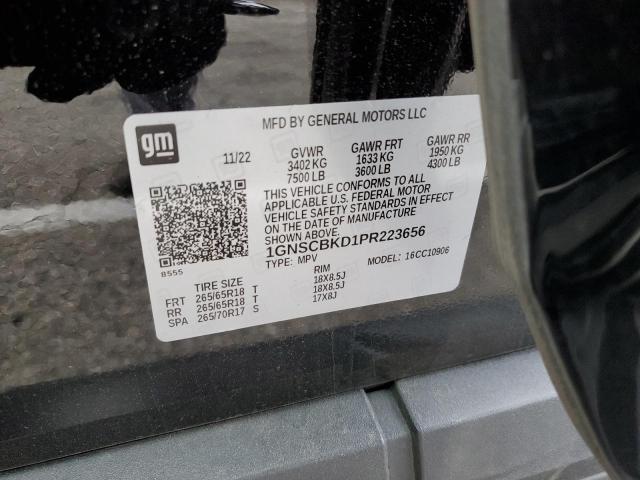 MFD BY GENERAL MOTORS LLC
gm
11/22 GVWR GAWR FRT GAWR RR
3402 KG 1633 KG 1950 KG
7500 LB 3600 LB 4300 LB
THIS VEHICLE CONFORMS TO ALL
APPLICABLE U.S. FEDERAL MOTOR
VEHICLE SAFETY STANDARDS IN EFFECT
ON THE DATE OF MANUFACTURE
SHOWN ABOVE.
1GNSCBKD1PR223656
8555
TYPE: MPV MODEL: 16CC10906
TIRE SIZE RIM
FRT 265/65R18 T 18X8.5J
RR 265/65R18 T 18X8.5J
SPA 265/70R17 S 17X8J